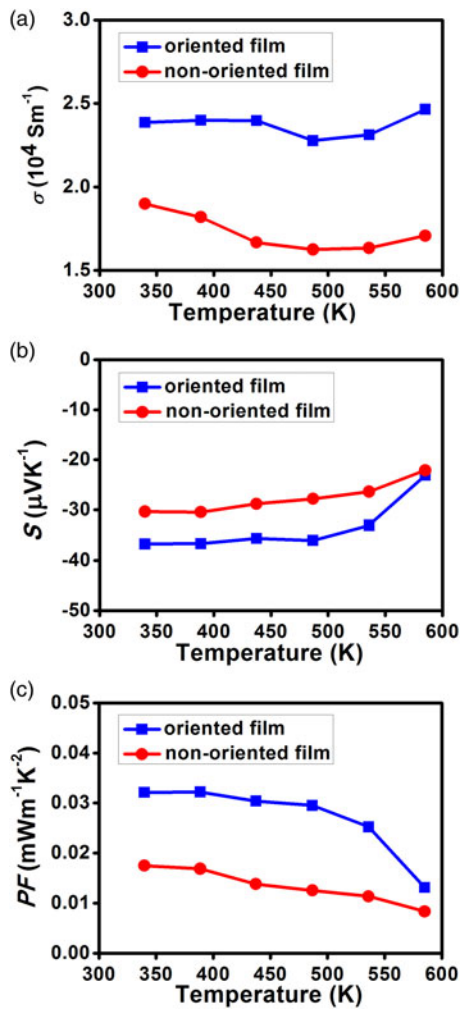 (a)
3.0
2.5
2.0
1.5
σ (10⁴ Sm⁻¹)
oriented film
non-oriented film
300 350 400 450 500 550 600
Temperature (K)
(b)
0
-10
-20
-30
-40
-50
S (μVK⁻¹)
oriented film
non-oriented film
300 350 400 450 500 550 600
Temperature (K)
(c)
0.05
0.04
0.03
0.02
0.01
0.00
PF (mWm⁻¹K⁻²)
oriented film
non-oriented film
300 350 400 450 500 550 600
Temperature (K)